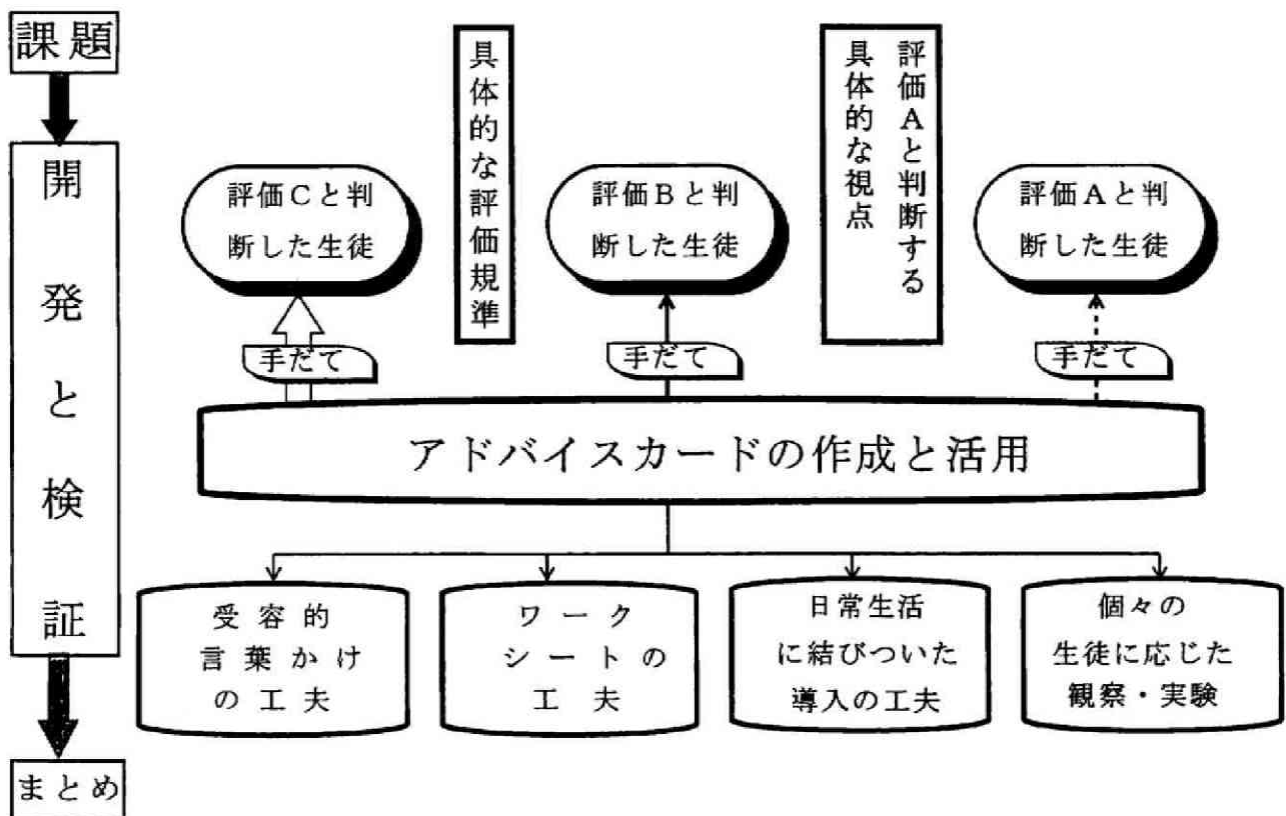 課題
開発と検証
まとめ
評価Cと判
断した生徒
具体的な評価規準
評価Bと判
断した生徒
評価Aと判断する
具体的な視点
評価Aと判
断した生徒
手だて
手だて
手だて
アドバイスカードの作成と活用
受容的
言葉かけ
の工夫
ワーク
シートの
工夫
日常生活
に結びついた
導入の工夫
個々の
生徒に応じた
観察・実験